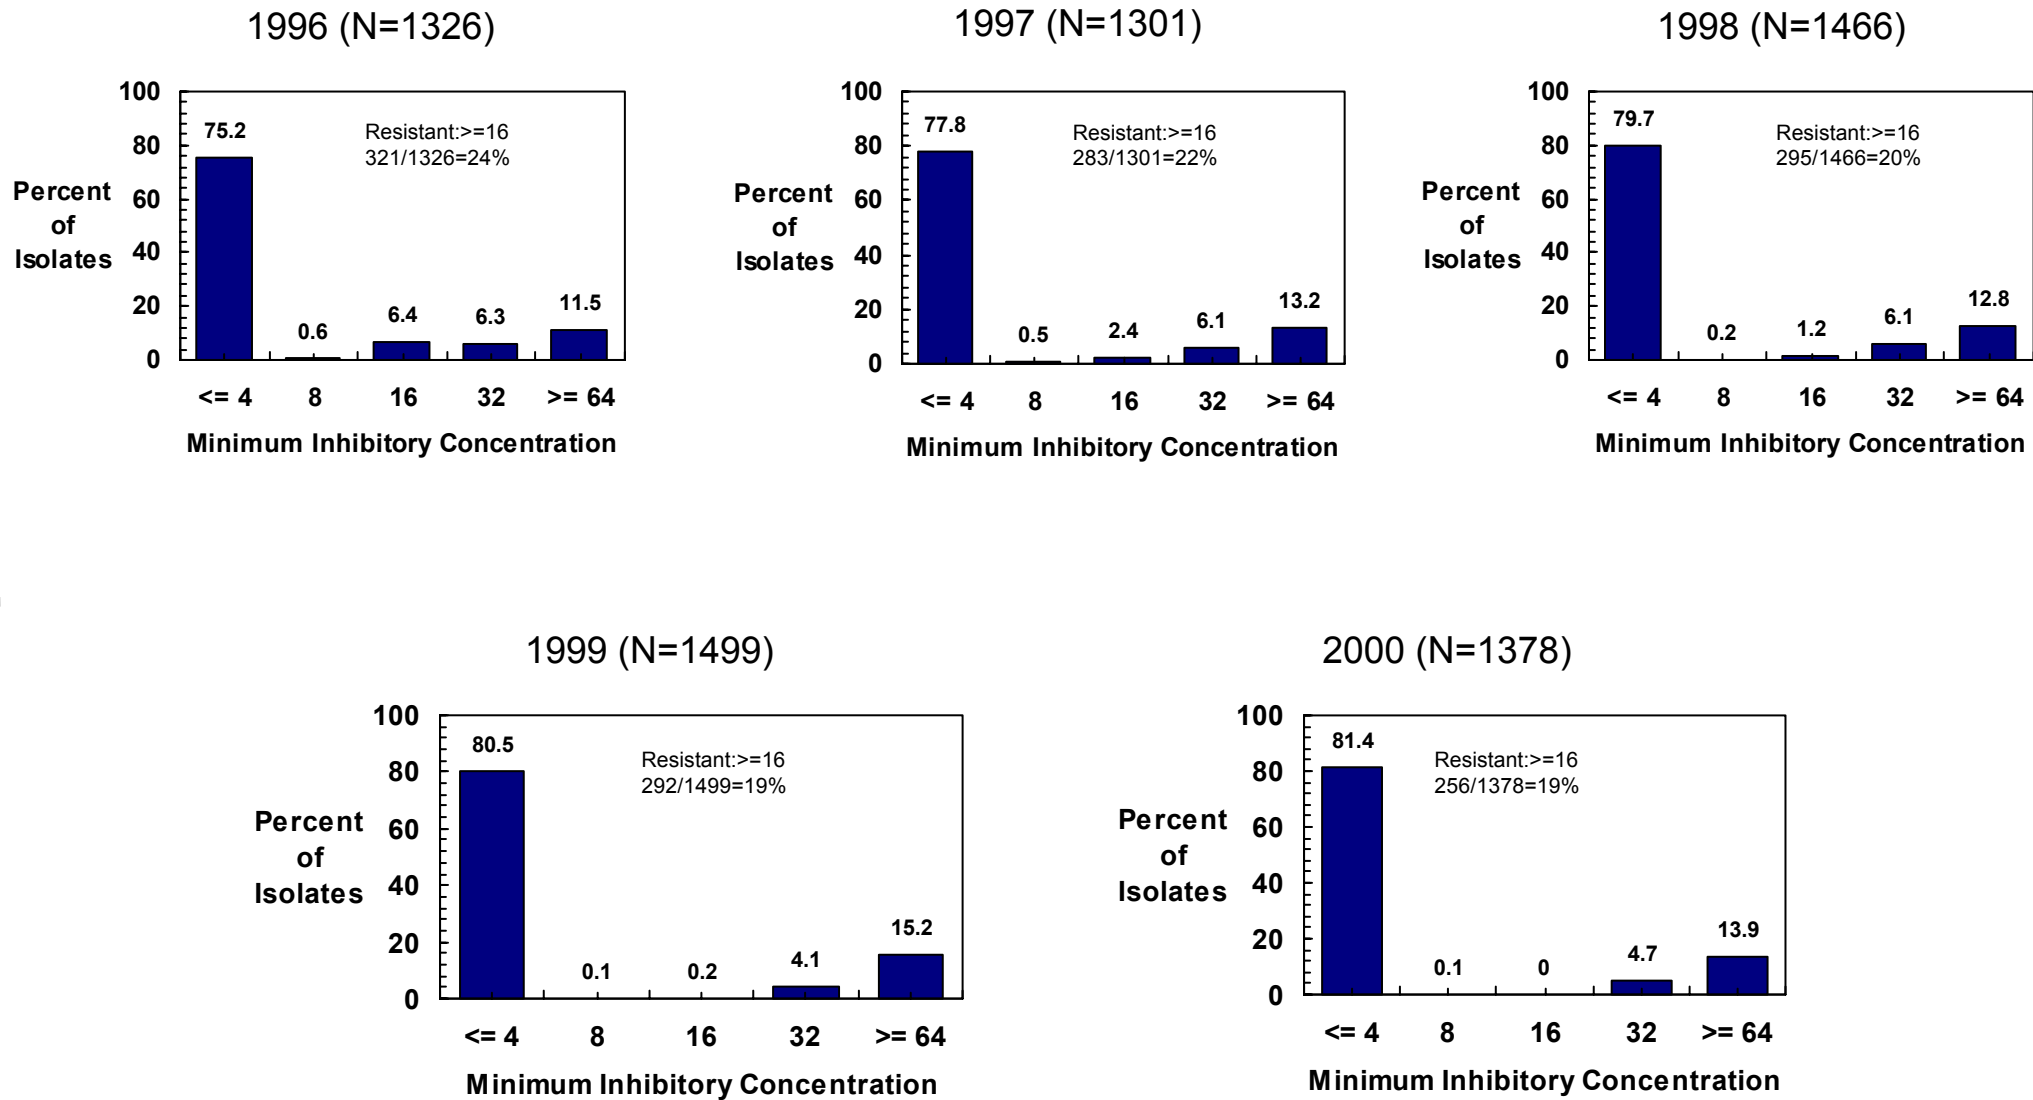 1996 (N=1326)
100
80
60
40
20
0
Percent
of
Isolates
75.2
0.6
6.4
6.3
11.5
Resistant:>=16
321/1326=24%
<= 4 8 16 32 >= 64
Minimum Inhibitory Concentration
1997 (N=1301)
100
80
60
40
20
0
Percent
of
Isolates
77.8
0.5
2.4
6.1
13.2
Resistant:>=16
283/1301=22%
<= 4 8 16 32 >= 64
Minimum Inhibitory Concentration
1998 (N=1466)
100
80
60
40
20
0
Percent
of
Isolates
79.7
0.2
1.2
6.1
12.8
Resistant:>=16
295/1466=20%
<= 4 8 16 32 >= 64
Minimum Inhibitory Concentration
1999 (N=1499)
100
80
60
40
20
0
Percent
of
Isolates
80.5
0.1
0.2
4.1
15.2
Resistant:>=16
292/1499=19%
<= 4 8 16 32 >= 64
Minimum Inhibitory Concentration
2000 (N=1378)
100
80
60
40
20
0
Percent
of
Isolates
81.4
0.1
0
4.7
13.9
Resistant:>=16
256/1378=19%
<= 4 8 16 32 >= 64
Minimum Inhibitory Concentration